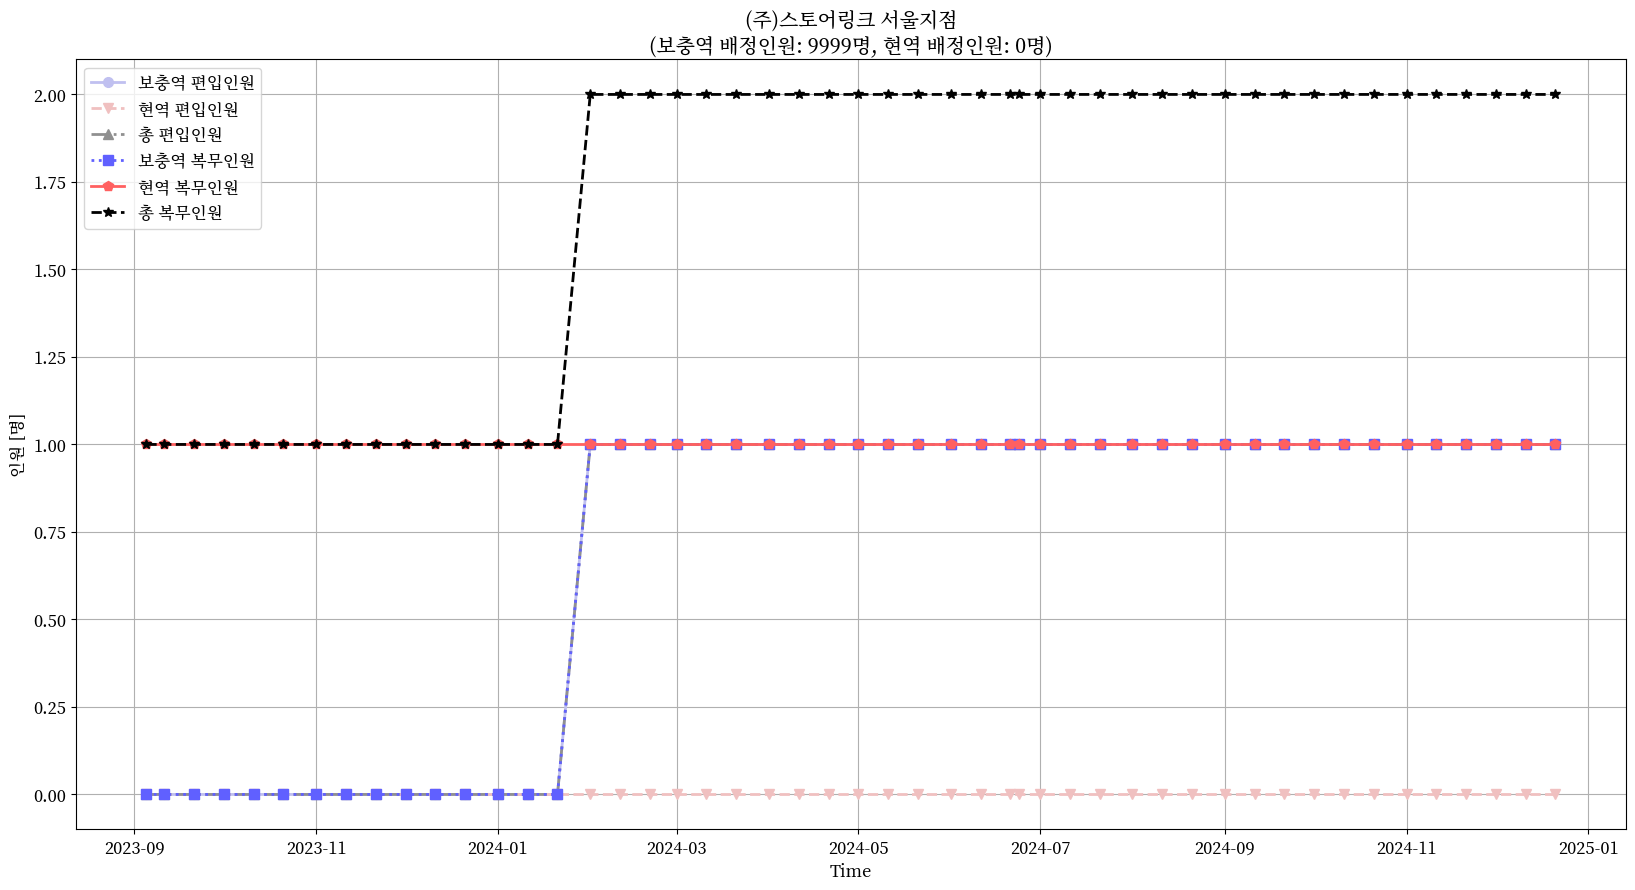 (주)스토어링크 서울지점
(보충역 배정인원: 9999명, 현역 배정인원: 0명)
보충역 편입인원
현역 편입인원
총 편입인원
보충역 복무인원
현역 복무인원
총 복무인원
2.00
1.75
1.50
1.25
1.00
0.75
0.50
0.25
0.00
인원 [명]
2023-09 2023-11 2024-01 2024-03 2024-05 2024-07 2024-09 2024-11 2025-01
Time